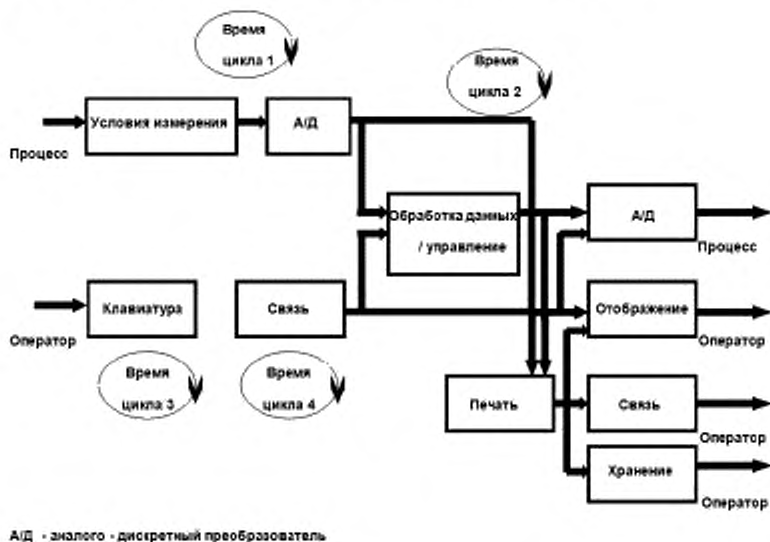 Время
цикла 1
Время
цикла 2
Условия измерения
А/Д
Процесс
Обработка данных
/ управление
А/Д
Процесс
Клавиатура
Связь
Отображение
Оператор
Оператор
Время
цикла 3
Время
цикла 4
Печать
Связь
Оператор
Хранение
Оператор
А/Д - аналого - дискретный преобразователь